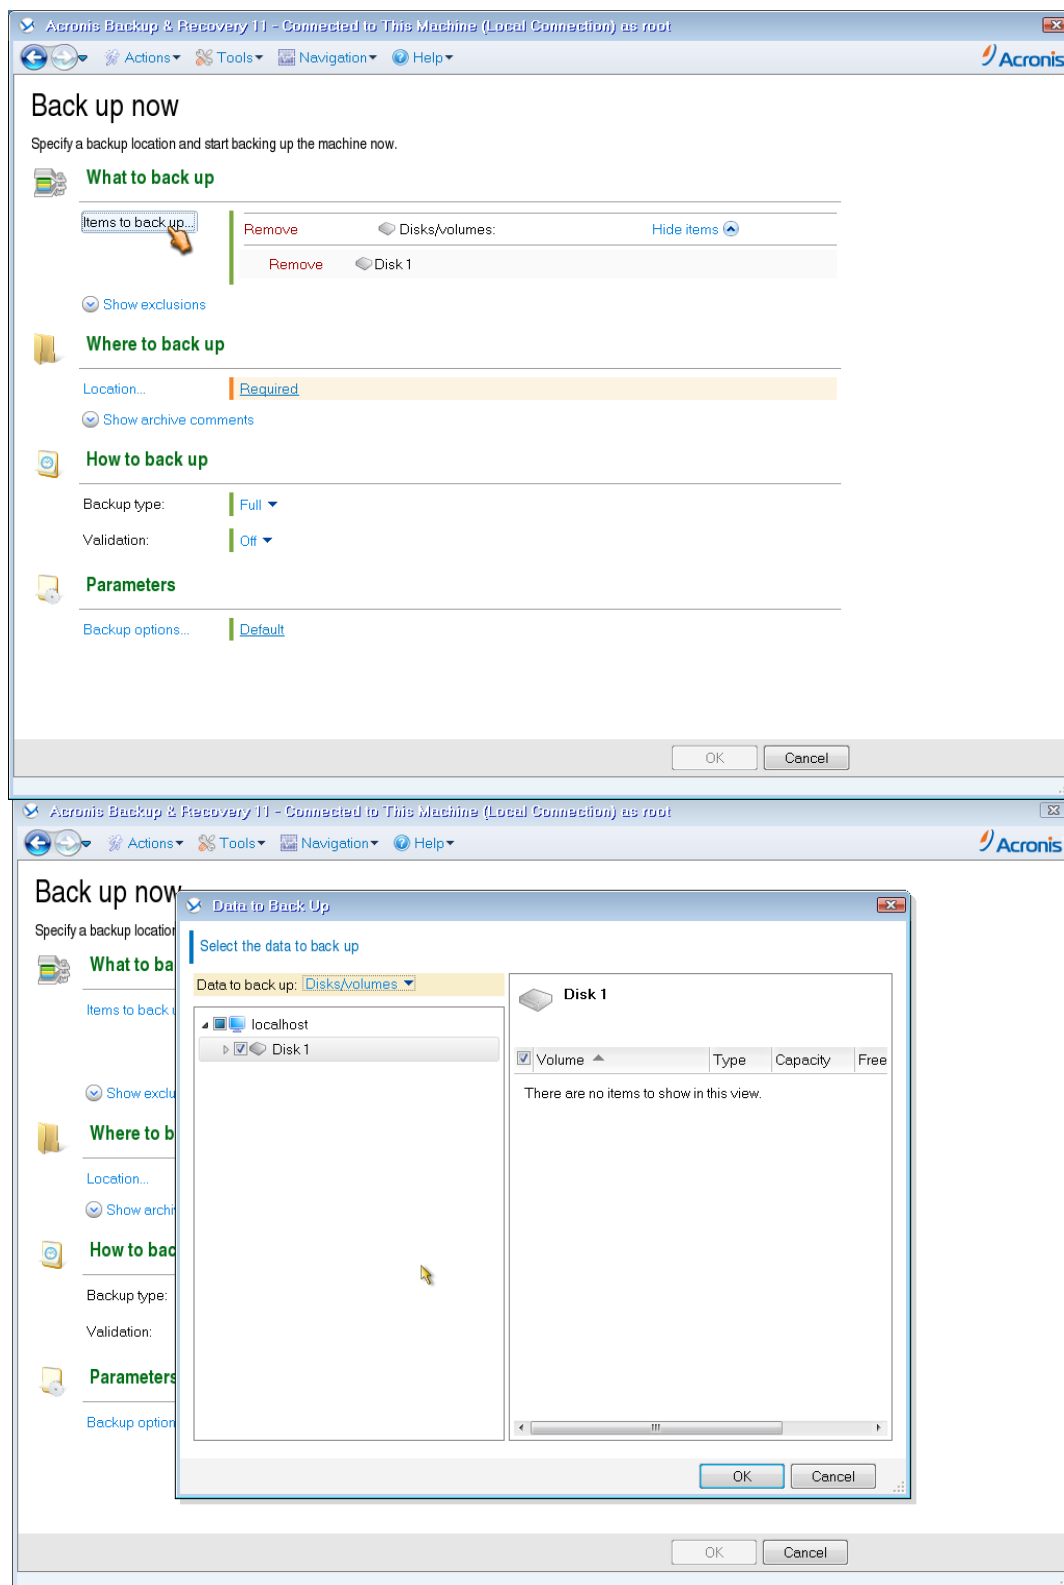 Acronis Backup & Recovery 11 - Connected to This Machine (Local Connection) as root
Actions Tools Navigation Help
Acronis
Back up now
Specify a backup location and start backing up the machine now.
What to back up
Items to back up...
Remove Disks/volumes: Hide items
Remove Disk 1
Show exclusions
Where to back up
Location... Required
Show archive comments
How to back up
Backup type: Full
Validation: Off
Parameters
Backup options... Default
OK Cancel
Acronis Backup & Recovery 11 - Connected to This Machine (Local Connection) as root
Actions Tools Navigation Help
Acronis
Back up now
Specify a backup location
Data to Back Up
Select the data to back up
What to ba
Data to back up: Disks/volumes
Disk 1
Items to back u
localhost
Disk 1
Volume Type Capacity Free
There are no items to show in this view.
Show exclu
Where to b
Location...
Show archi
How to bac
Backup type:
Validation:
Parameters
Backup option
OK Cancel
OK Cancel